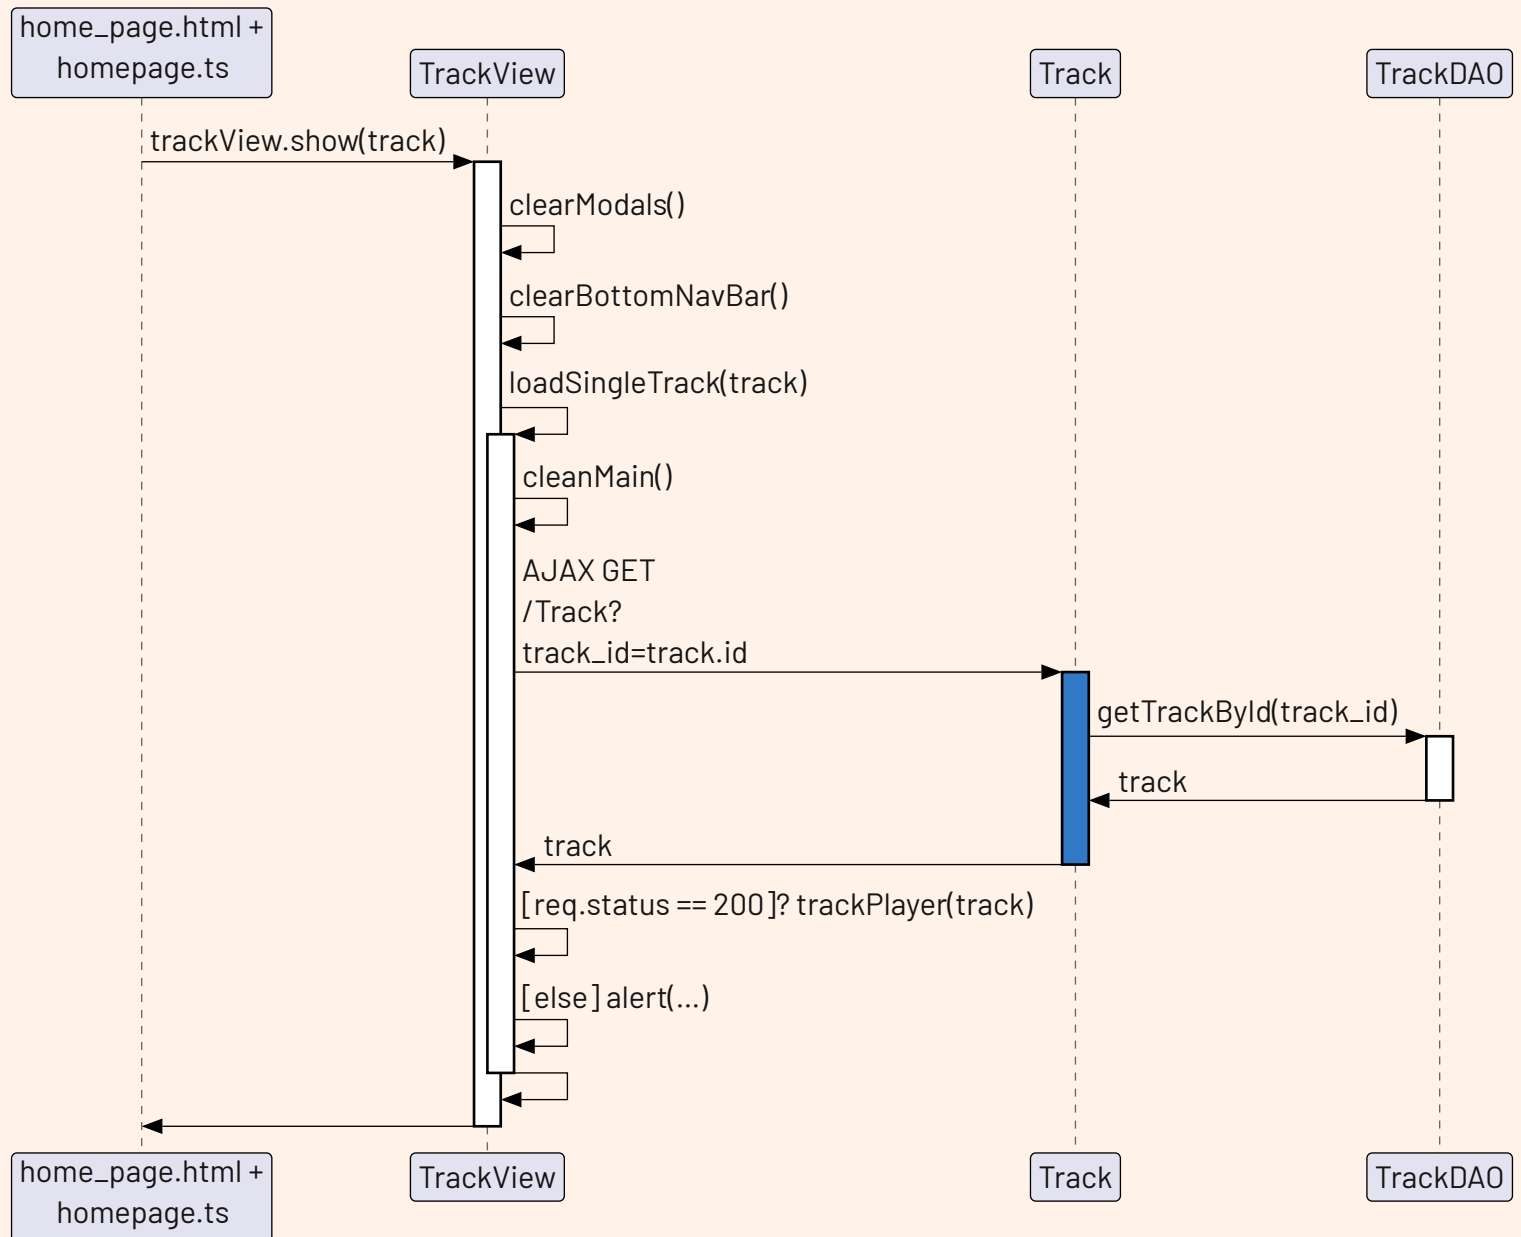 home_page.html +
homepage.ts
TrackView
Track
TrackDAO
trackView.show(track)
clearModals()
clearBottomNavBar()
loadSingleTrack(track)
cleanMain()
AJAX GET
/Track?
track_id=track.id
getTrackById(track_id)
track
track
[req.status == 200]? trackPlayer(track)
[else] alert(...)
home_page.html +
homepage.ts
TrackView
Track
TrackDAO